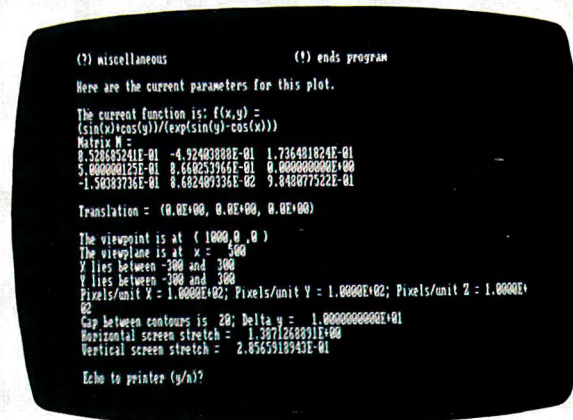 (?) miscellaneous (!) ends program
Here are the current parameters for this plot.
The current function is: f(x,y) =
(sin(x)+cos(y))/(exp(sin(y)-cos(x)))
Matrix M =
8.528685241E-01 -4.92403888E-01 1.736481824E-01
5.000000125E-01 8.660253966E-01 0.000000000E+00
-1.50383736E-01 8.682409336E-02 9.848077522E-01
Translation = (0.0E+00, 0.0E+00, 0.0E+00)
The viewpoint is at ( 1000,0 ,0 )
The viewplane is at x = 500
X lies between -300 and 300
Y lies between -300 and 300
Pixels/unit X = 1.0000E+02; Pixels/unit Y = 1.0000E+02; Pixels/unit Z = 1.0000E+
02
Gap between contours is 20; Delta y = 1.0000000000E+01
Horizontal screen stretch = 1.3871268891E+00
Vertical screen stretch = 2.8565918943E-01
Echo to printer (y/n)?